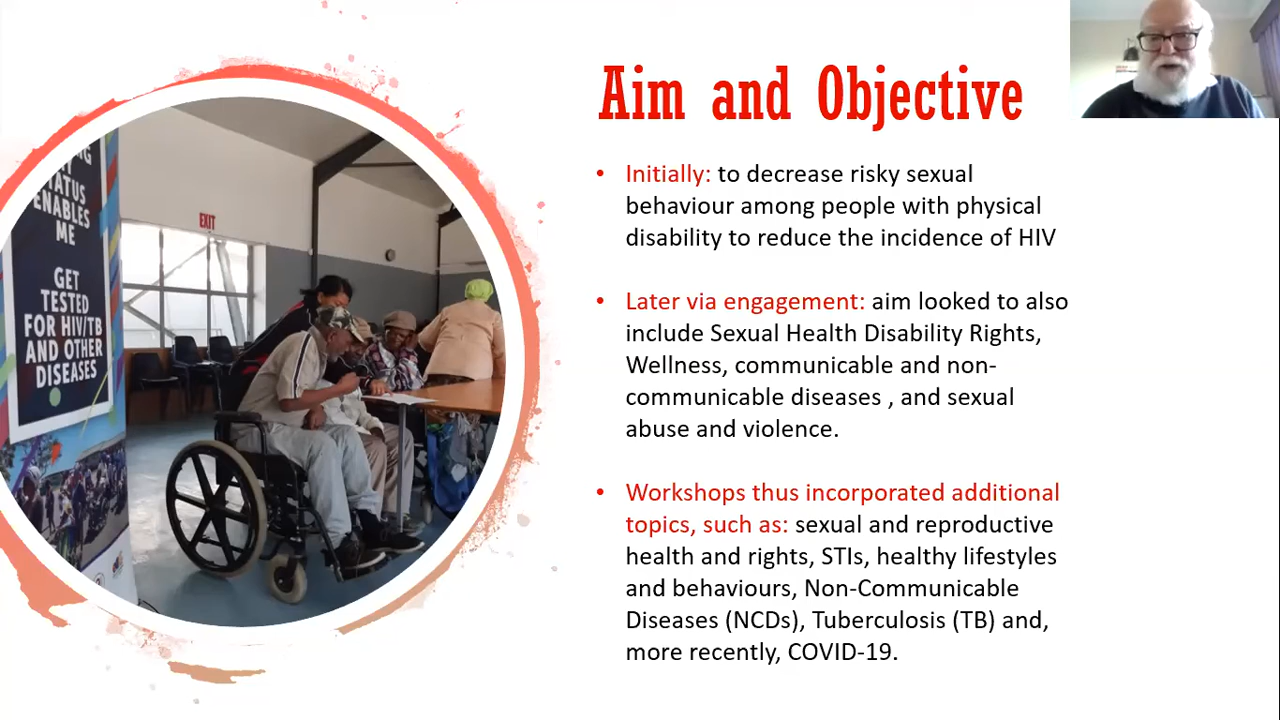 Aim and Objective
• Initially: to decrease risky sexual
behaviour among people with physical
disability to reduce the incidence of HIV
• Later via engagement: aim looked to also
include Sexual Health Disability Rights,
Wellness, communicable and non-
communicable diseases , and sexual
abuse and violence.
• Workshops thus incorporated additional
topics, such as: sexual and reproductive
health and rights, STIs, healthy lifestyles
and behaviours, Non-Communicable
Diseases (NCDs), Tuberculosis (TB) and,
more recently, COVID-19.
ENABLES
ME
GET
TESTED
FOR HIV/TB
AND OTHER
DISEASES
EXIT